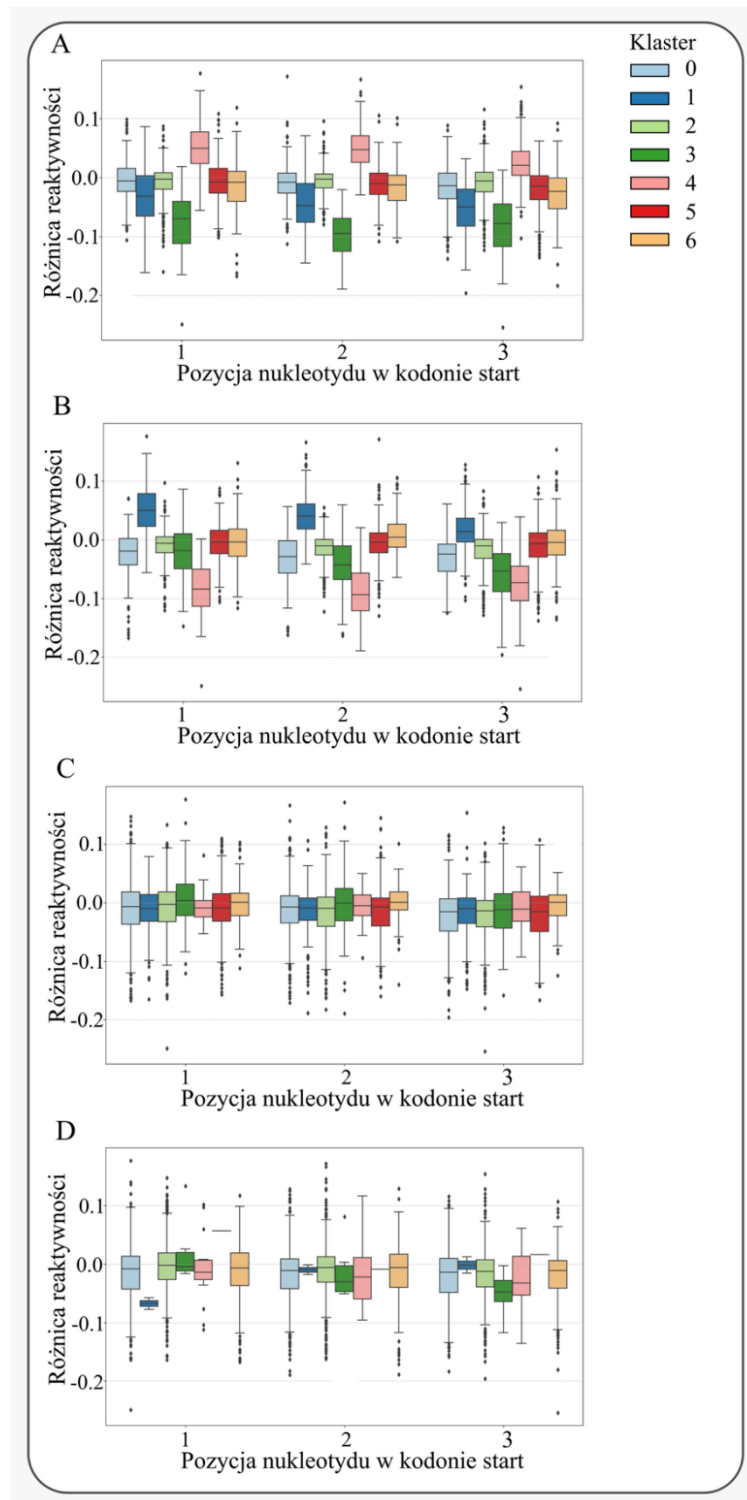 A
Różnica reaktywności
0.1
0.0
-0.1
-0.2
1 2 3
Pozycja nukleotydu w kodonie start
Klaster
0
1
2
3
4
5
6
B
Różnica reaktywności
0.1
0.0
-0.1
-0.2
1 2 3
Pozycja nukleotydu w kodonie start
C
Różnica reaktywności
0.1
0.0
-0.1
-0.2
1 2 3
Pozycja nukleotydu w kodonie start
D
Różnica reaktywności
0.1
0.0
-0.1
-0.2
1 2 3
Pozycja nukleotydu w kodonie start